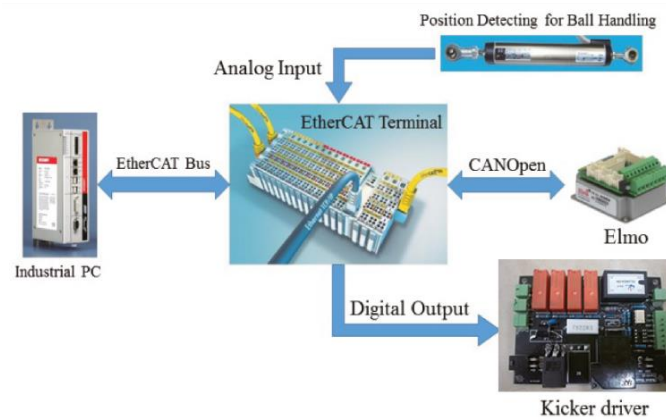 Position Detecting for Ball Handling
Analog Input
EtherCAT Terminal
EtherCAT Bus
CANOpen
Industrial PC
Elmo
Digital Output
Kicker driver